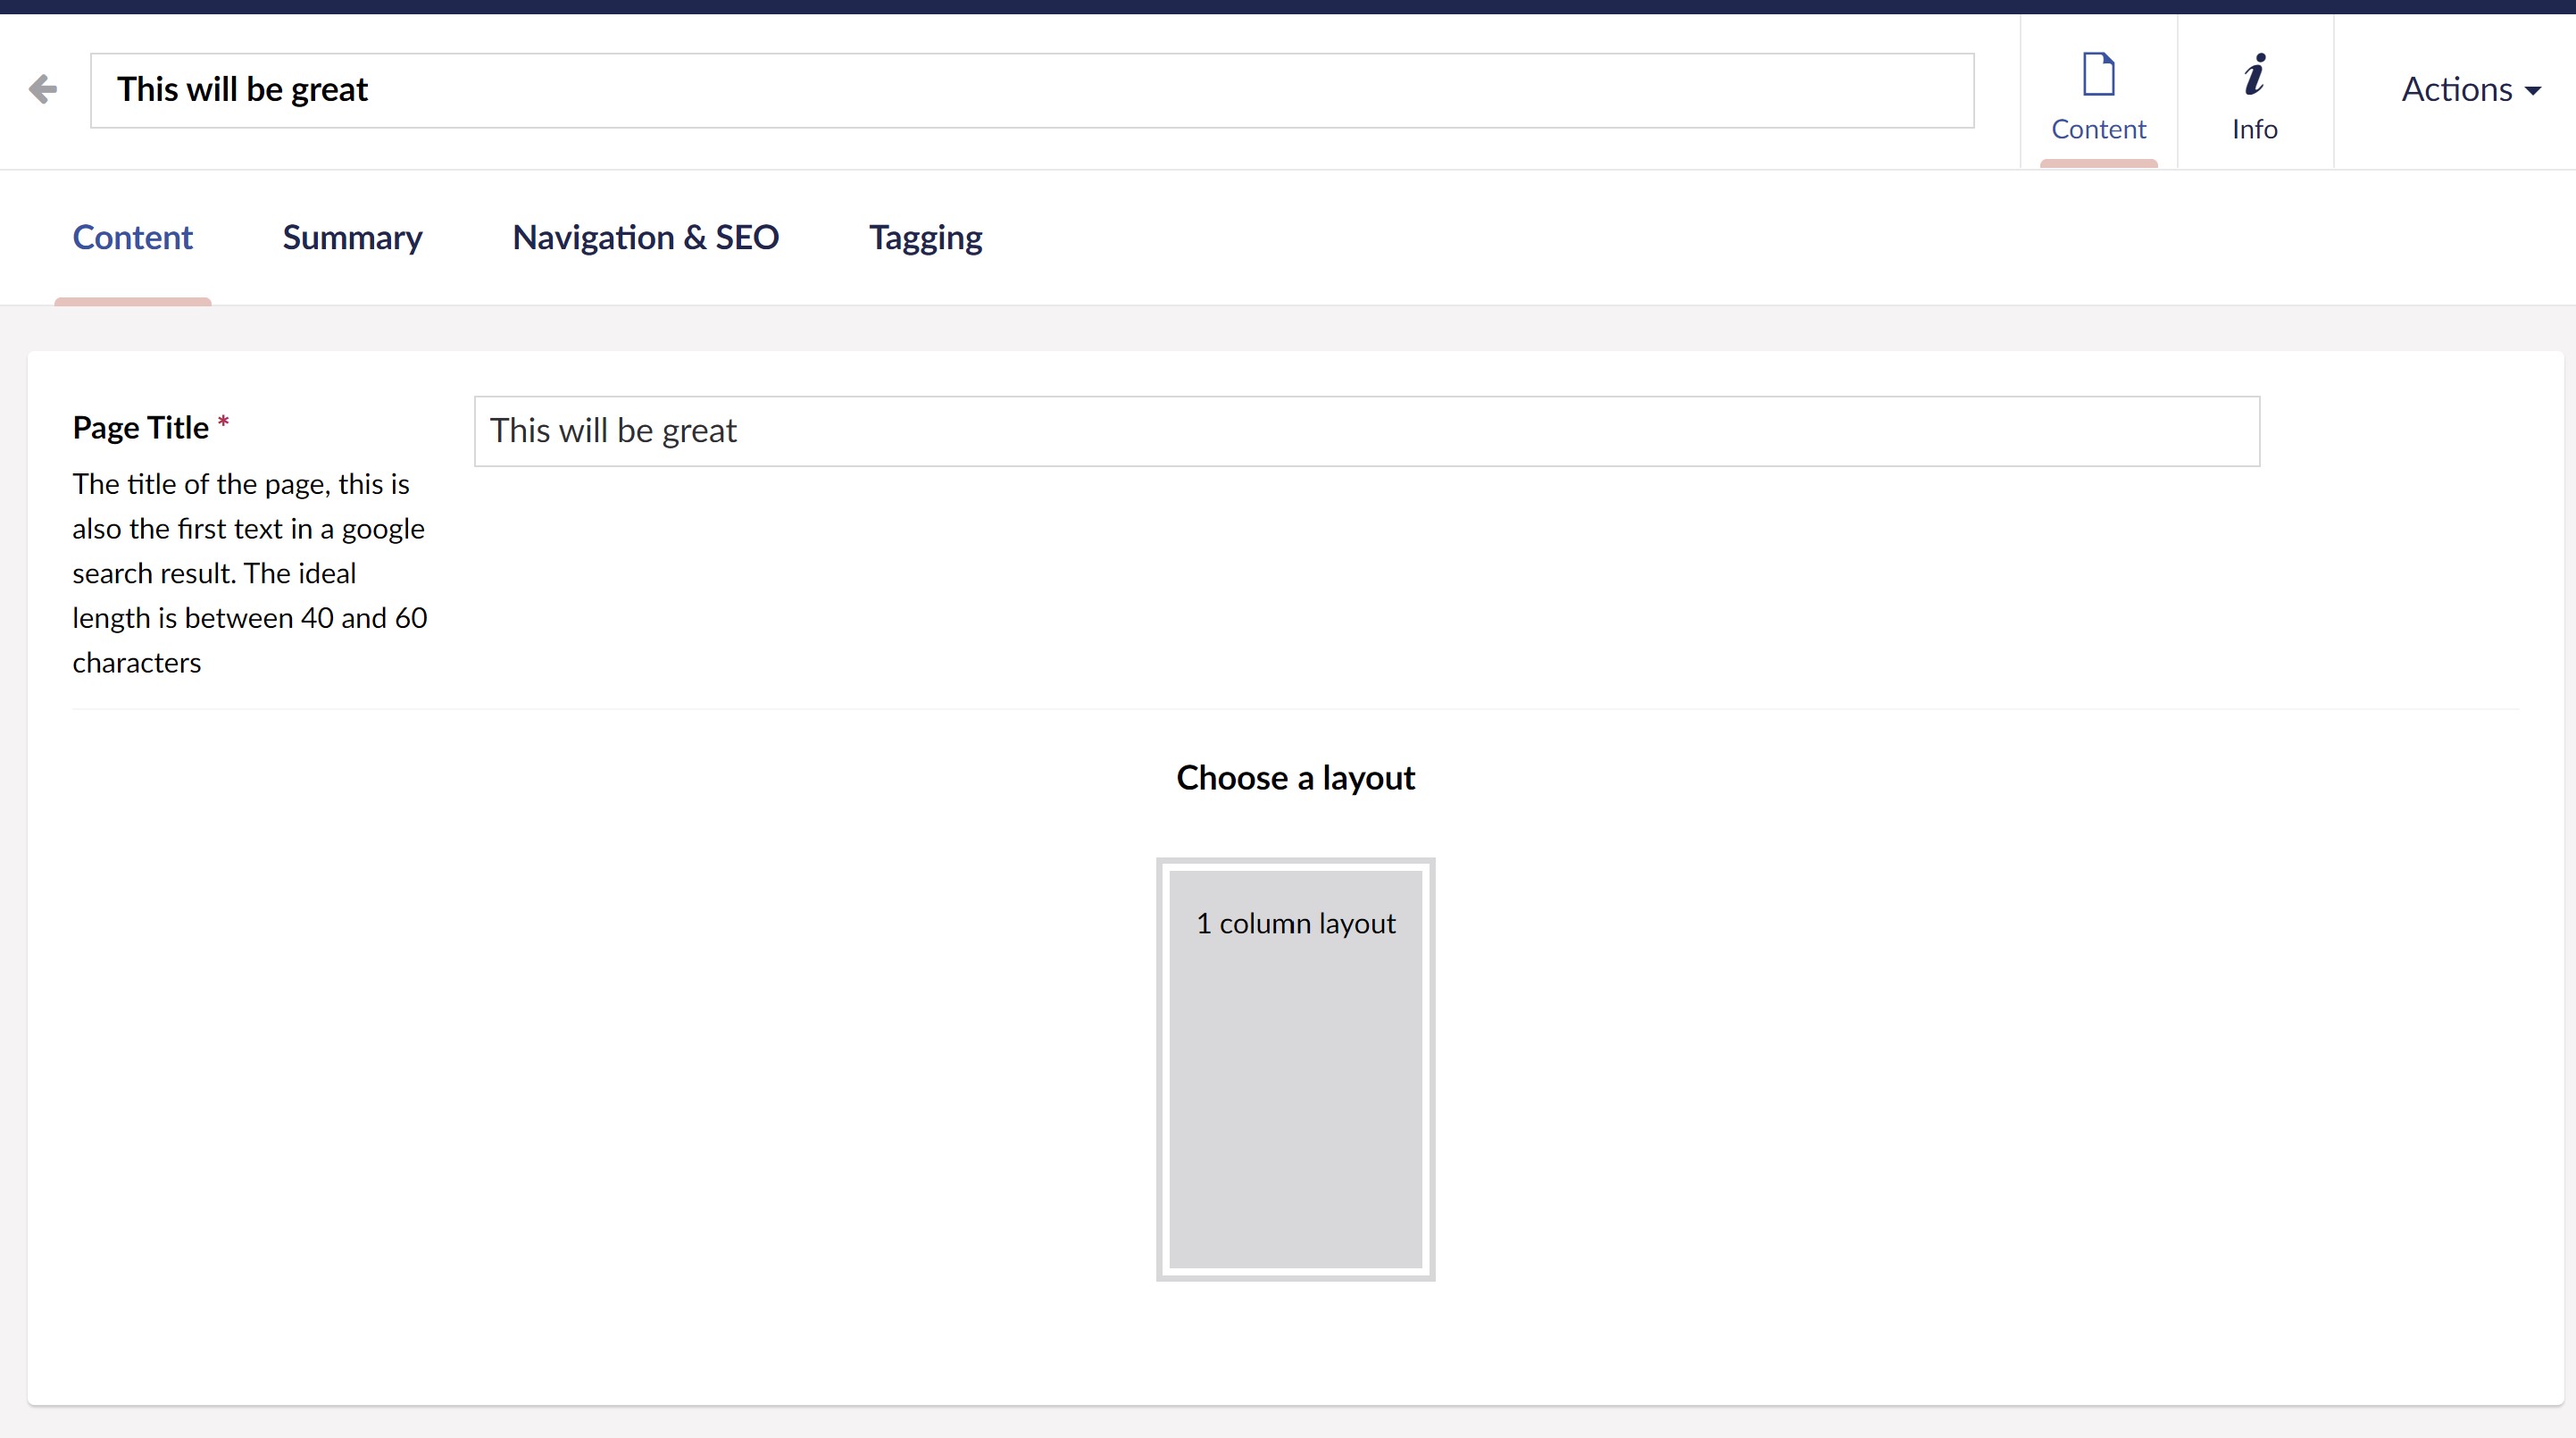 This will be great
Content
Info
Actions
Content
Summary
Navigation & SEO
Tagging
Page Title *
This will be great
The title of the page, this is
also the first text in a google
search result. The ideal
length is between 40 and 60
characters
Choose a layout
1 column layout